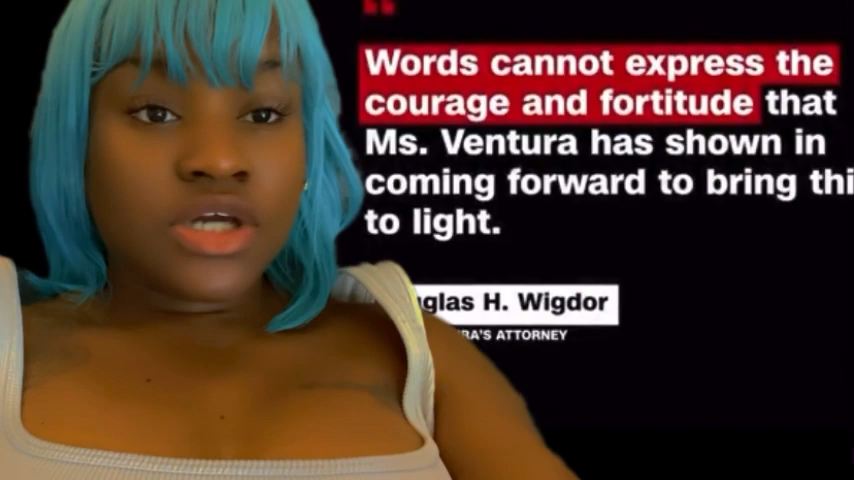 “
Words cannot express the
courage and fortitude that
Ms. Ventura has shown in
coming forward to bring thi
to light.
glas H. Wigdor
RA'S ATTORNEY